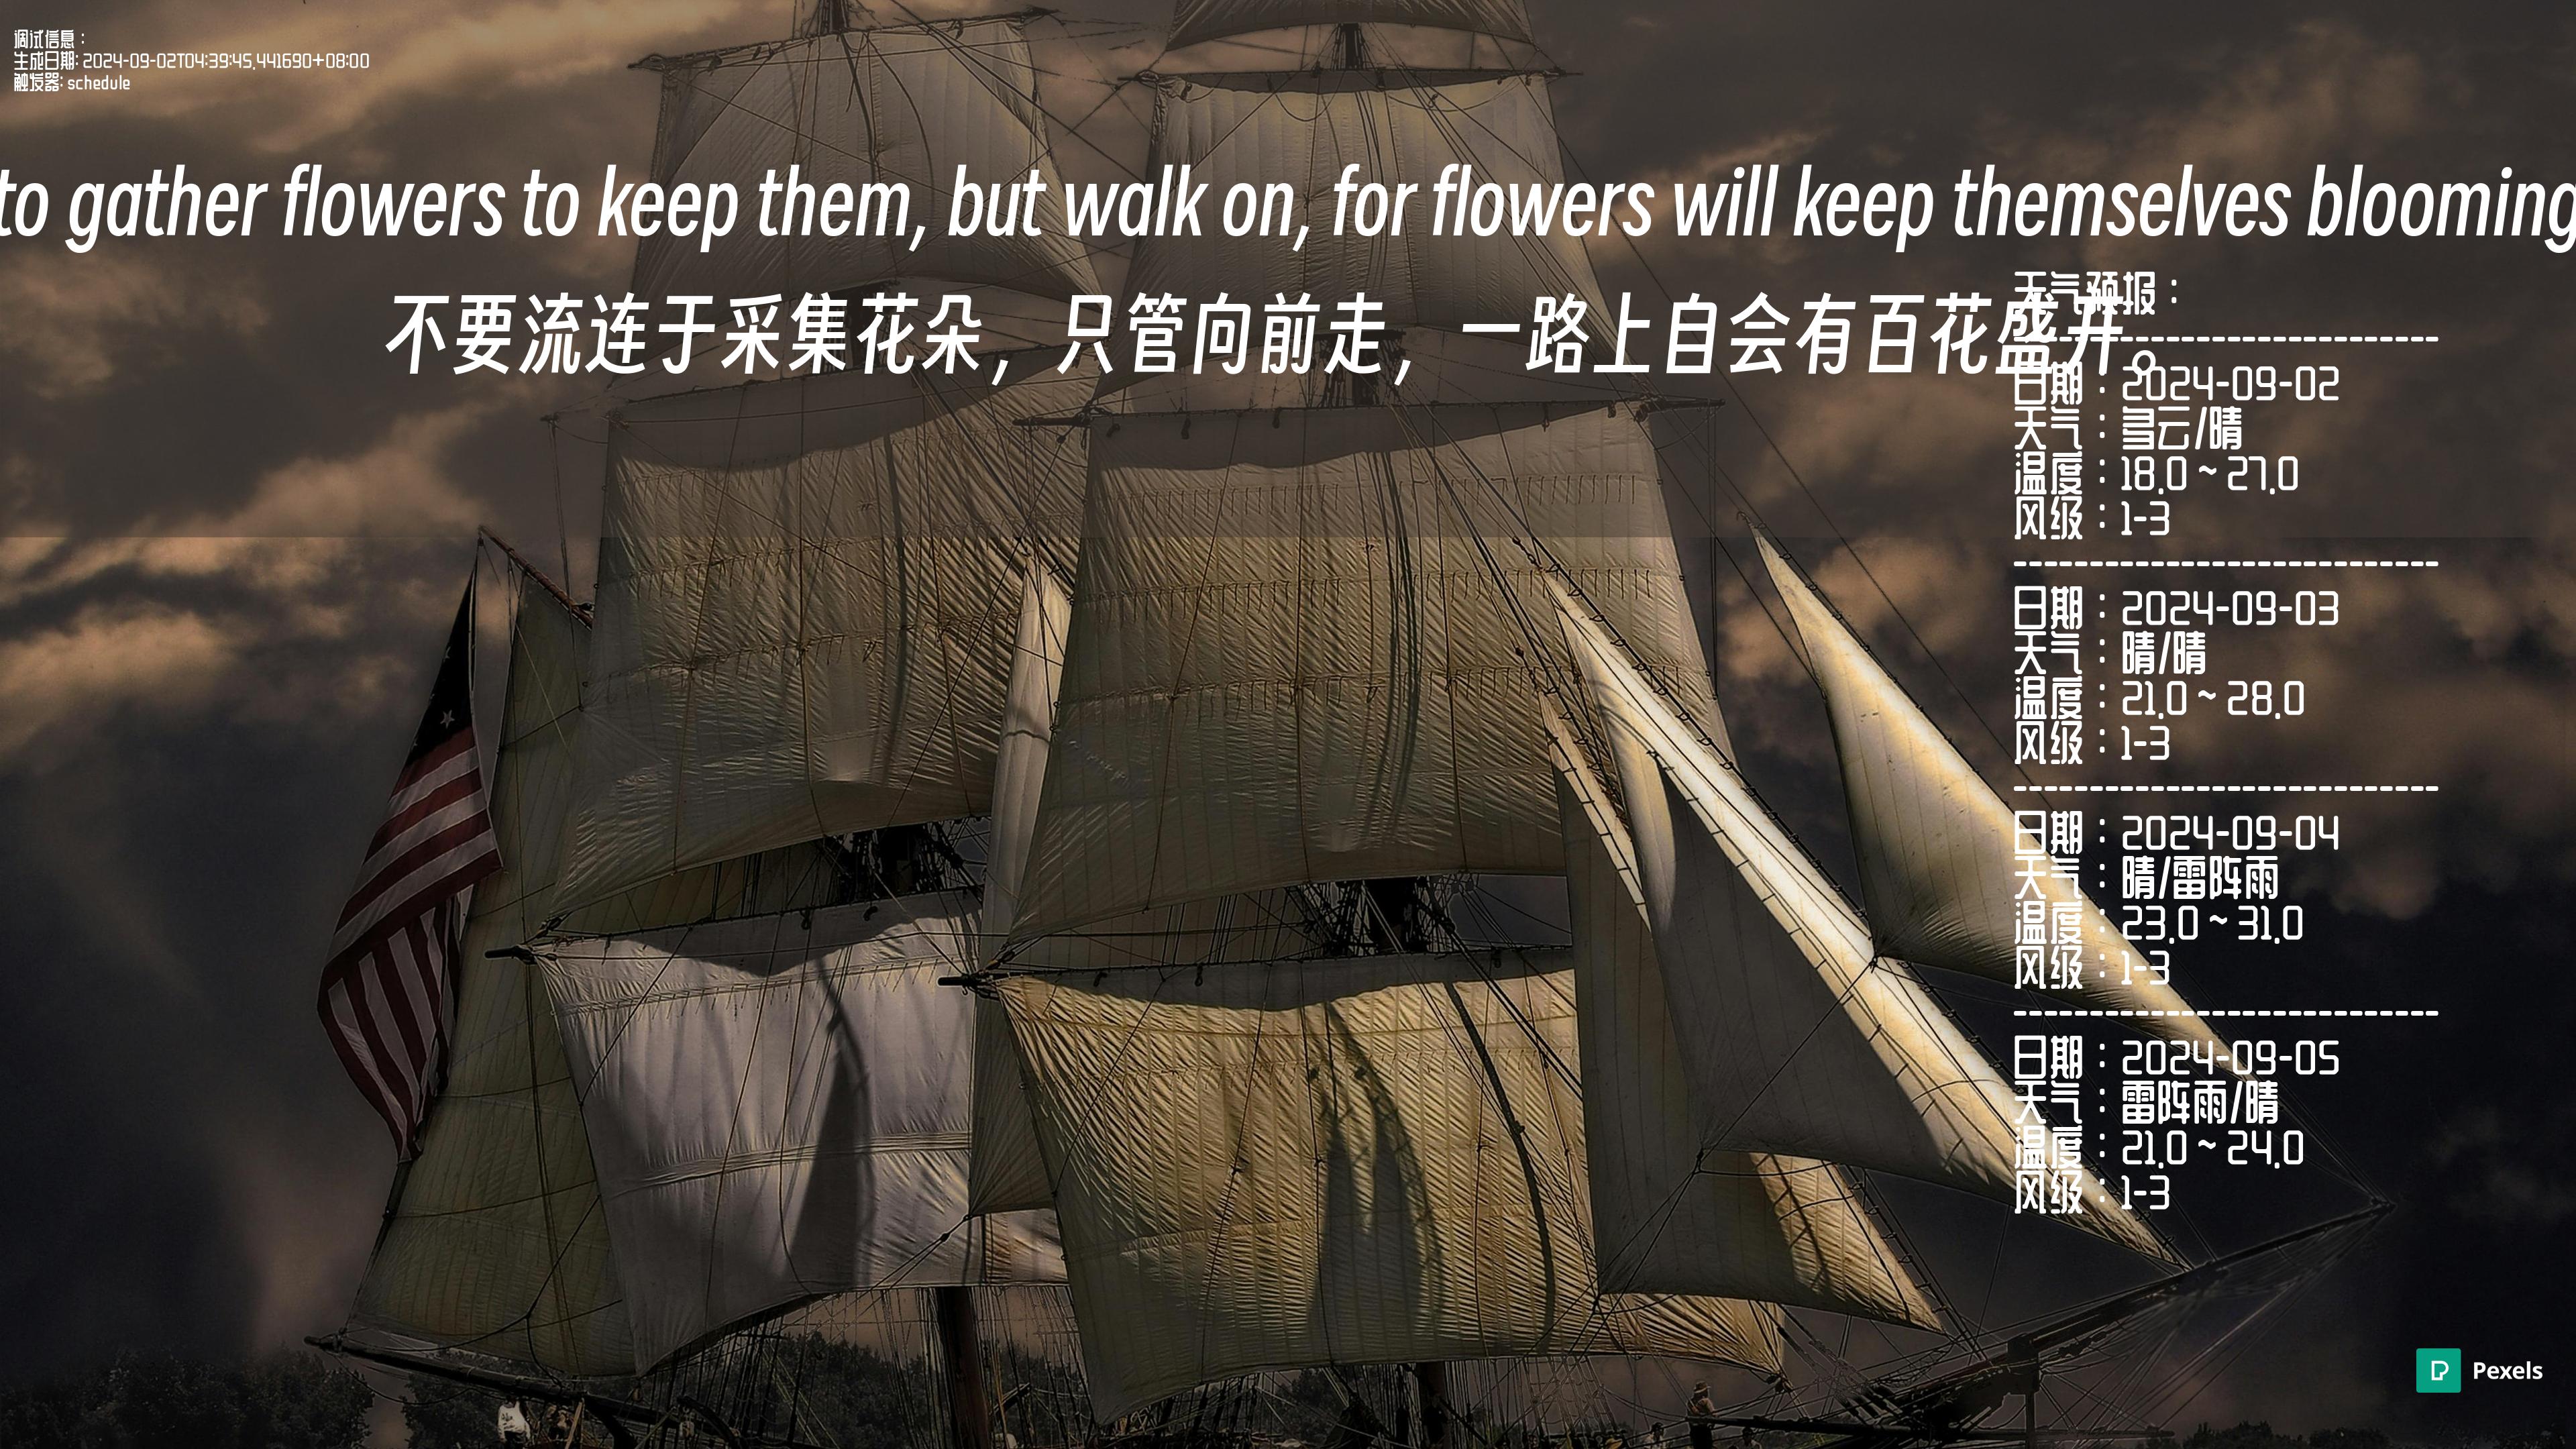 调试信息：
生成日期: 2024-09-02T04:39:45.441690+08:00
触发器: schedule
to gather flowers to keep them, but walk on, for flowers will keep themselves blooming
不要流连于采集花朵，只管向前走，一路上自会有百花盛开。
天气预报：
----------------------------
日期：2024-09-02
天气：多云/晴
温度：18.0 ~ 27.0
风级：1-3
----------------------------
日期：2024-09-03
天气：晴/晴
温度：21.0 ~ 28.0
风级：1-3
----------------------------
日期：2024-09-04
天气：晴/雷阵雨
温度：23.0 ~ 31.0
风级：1-3
----------------------------
日期：2024-09-05
天气：雷阵雨/晴
温度：21.0 ~ 24.0
风级：1-3
Pexels